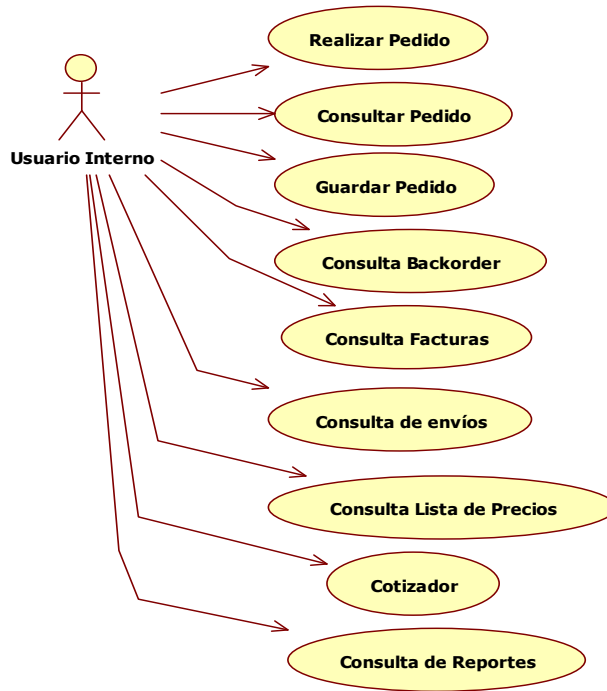 Realizar Pedido
Consultar Pedido
Usuario Interno
Guardar Pedido
Consulta Backorder
Consulta Facturas
Consulta de envíos
Consulta Lista de Precios
Cotizador
Consulta de Reportes